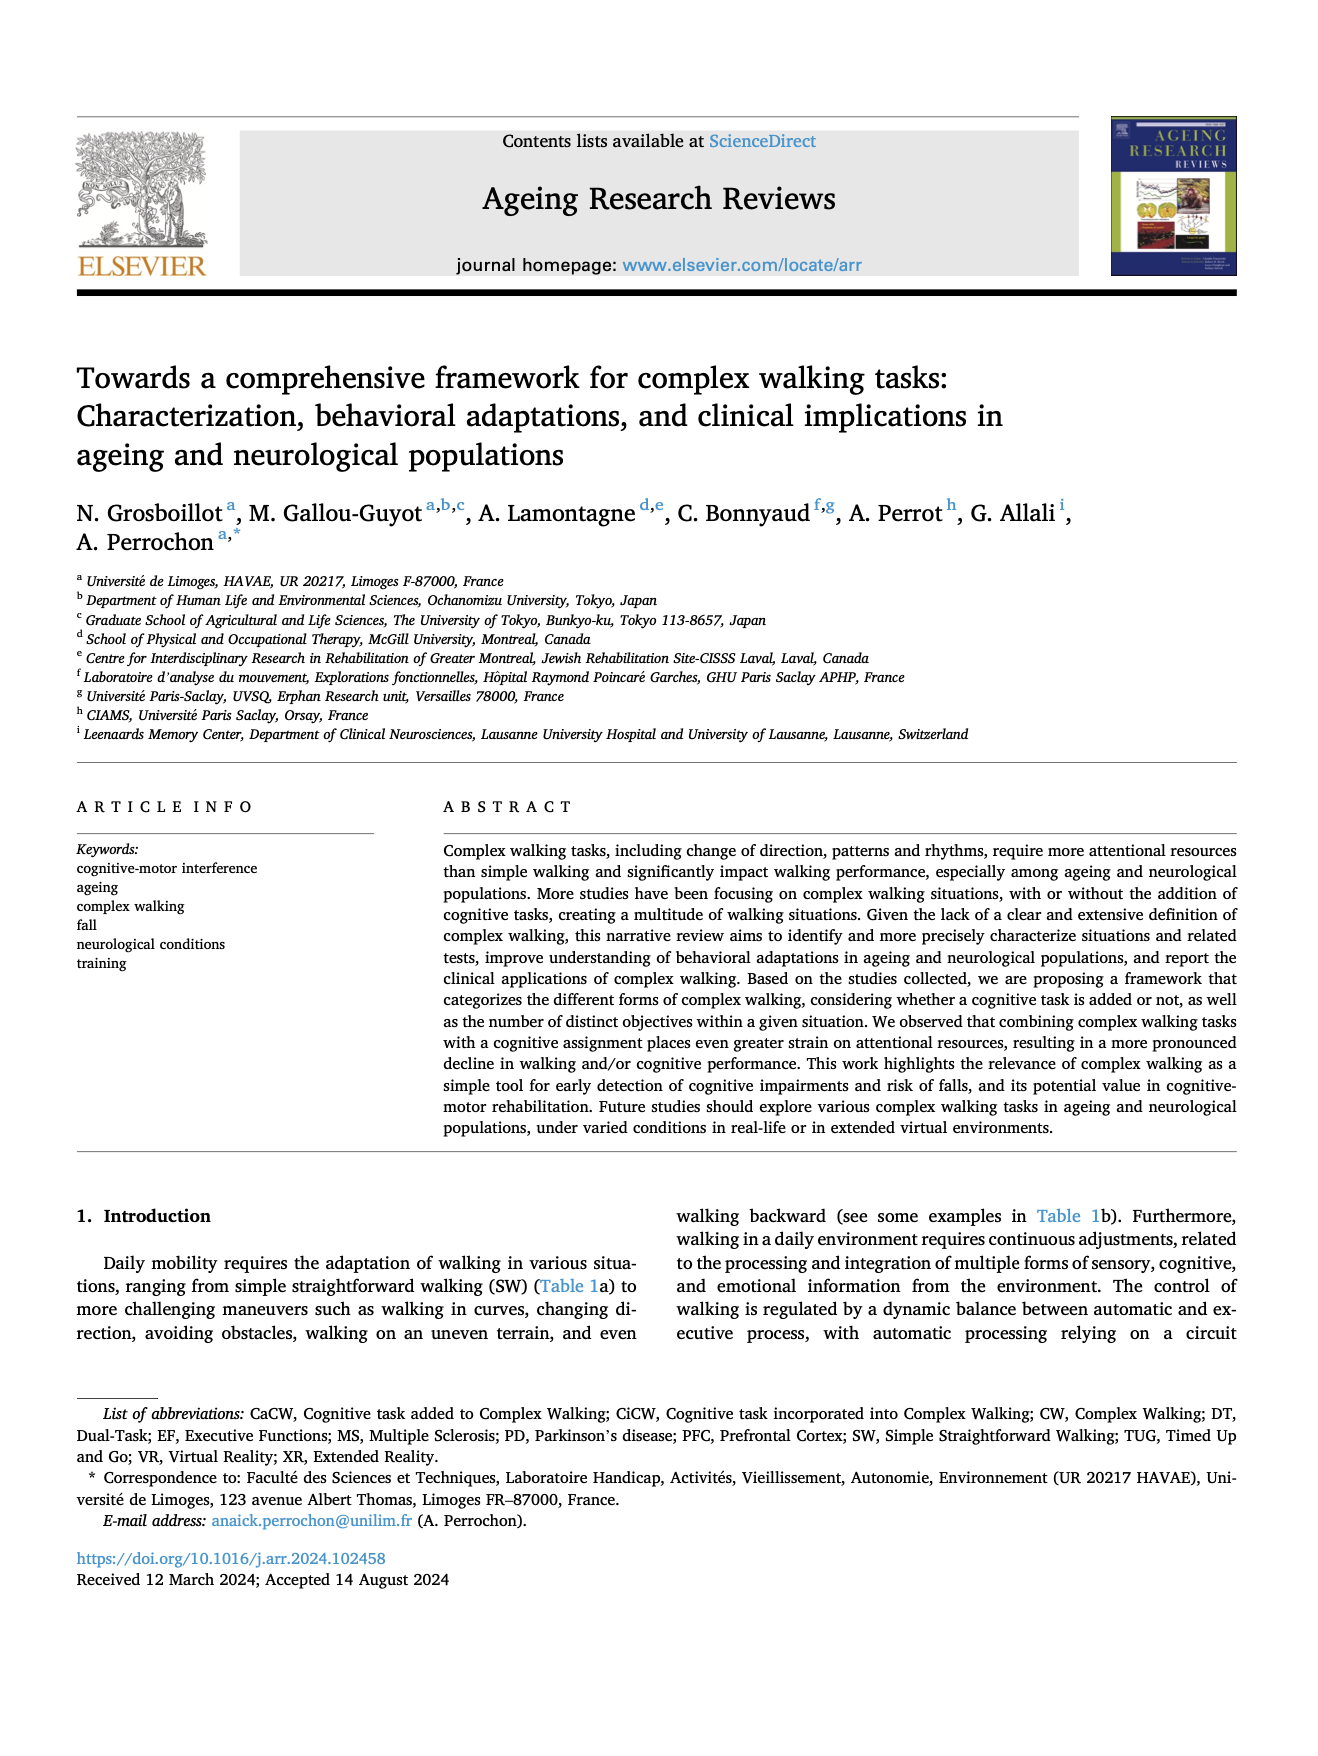 Contents lists available at ScienceDirect
Ageing Research Reviews
journal homepage: www.elsevier.com/locate/arr
ELSEVIER
AGEING
RESEARCH
REVIEWS
Towards a comprehensive framework for complex walking tasks:
Characterization, behavioral adaptations, and clinical implications in
ageing and neurological populations
N. Grosboillot a, M. Gallou-Guyot a,b,c, A. Lamontagne d,e, C. Bonnyaud f,g, A. Perrot h, G. Allali i,
A. Perrochon a,*
a Université de Limoges, HAVAE, UR 20217, Limoges F-87000, France
b Department of Human Life and Environmental Sciences, Ochanomizu University, Tokyo, Japan
c Graduate School of Agricultural and Life Sciences, The University of Tokyo, Bunkyo-ku, Tokyo 113-8657, Japan
d School of Physical and Occupational Therapy, McGill University, Montreal, Canada
e Centre for Interdisciplinary Research in Rehabilitation of Greater Montreal, Jewish Rehabilitation Site-CISSS Laval, Laval, Canada
f Laboratoire d'analyse du mouvement, Explorations fonctionnelles, Hôpital Raymond Poincaré Garches, GHU Paris Saclay APHP, France
g Université Paris-Saclay, UVSQ, Erphan Research unit, Versailles 78000, France
h CIAMS, Université Paris Saclay, Orsay, France
i Leenaards Memory Center, Department of Clinical Neurosciences, Lausanne University Hospital and University of Lausanne, Lausanne, Switzerland
ARTICLE INFO
Keywords:
cognitive-motor interference
ageing
complex walking
fall
neurological conditions
training
ABSTRACT
Complex walking tasks, including change of direction, patterns and rhythms, require more attentional resources
than simple walking and significantly impact walking performance, especially among ageing and neurological
populations. More studies have been focusing on complex walking situations, with or without the addition of
cognitive tasks, creating a multitude of walking situations. Given the lack of a clear and extensive definition of
complex walking, this narrative review aims to identify and more precisely characterize situations and related
tests, improve understanding of behavioral adaptations in ageing and neurological populations, and report the
clinical applications of complex walking. Based on the studies collected, we are proposing a framework that
categorizes the different forms of complex walking, considering whether a cognitive task is added or not, as well
as the number of distinct objectives within a given situation. We observed that combining complex walking tasks
with a cognitive assignment places even greater strain on attentional resources, resulting in a more pronounced
decline in walking and/or cognitive performance. This work highlights the relevance of complex walking as a
simple tool for early detection of cognitive impairments and risk of falls, and its potential value in cognitive-
motor rehabilitation. Future studies should explore various complex walking tasks in ageing and neurological
populations, under varied conditions in real-life or in extended virtual environments.
1. Introduction
Daily mobility requires the adaptation of walking in various situa-
tions, ranging from simple straightforward walking (SW) (Table 1a) to
more challenging maneuvers such as walking in curves, changing di-
rection, avoiding obstacles, walking on an uneven terrain, and even
walking backward (see some examples in Table 1b). Furthermore,
walking in a daily environment requires continuous adjustments, related
to the processing and integration of multiple forms of sensory, cognitive,
and emotional information from the environment. The control of
walking is regulated by a dynamic balance between automatic and ex-
ecutive process, with automatic processing relying on a circuit
List of abbreviations: CaCW, Cognitive task added to Complex Walking; CiCW, Cognitive task incorporated into Complex Walking; CW, Complex Walking; DT,
Dual-Task; EF, Executive Functions; MS, Multiple Sclerosis; PD, Parkinson's disease; PFC, Prefrontal Cortex; SW, Simple Straightforward Walking; TUG, Timed Up
and Go; VR, Virtual Reality; XR, Extended Reality.
* Correspondence to: Faculté des Sciences et Techniques, Laboratoire Handicap, Activités, Vieillissement, Autonomie, Environnement (UR 20217 HAVAE), Uni-
versité de Limoges, 123 avenue Albert Thomas, Limoges FR–87000, France.
E-mail address: anaick.perrochon@unilim.fr (A. Perrochon).
https://doi.org/10.1016/j.arr.2024.102458
Received 12 March 2024; Accepted 14 August 2024